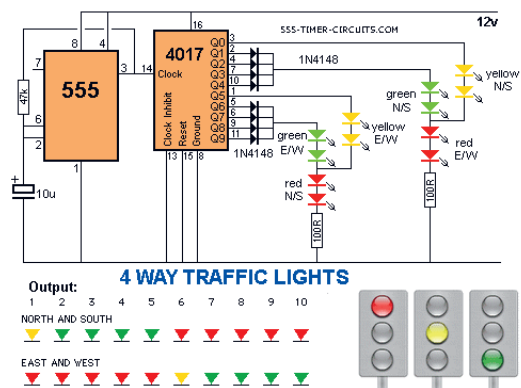 555-TIMER-CIRCUITS.COM
12v
16
8
4
4017
Q0
3
Q1
2
Q2
4
Q3
7
Q4
10
Q5
1
Q6
5
Q7
6
Q8
9
Q9
11
1N4148
yellow
N/S
green
N/S
7
555
3
14
Clock
47k
6
2
Clock Inhibit
Reset
Ground
green
E/W
yellow
E/W
red
E/W
1N4148
13
15
8
1
red
N/S
+
10u
100R
100R
4 WAY TRAFFIC LIGHTS
Output:
1 2 3 4 5 6 7 8 9 10
NORTH AND SOUTH
EAST AND WEST